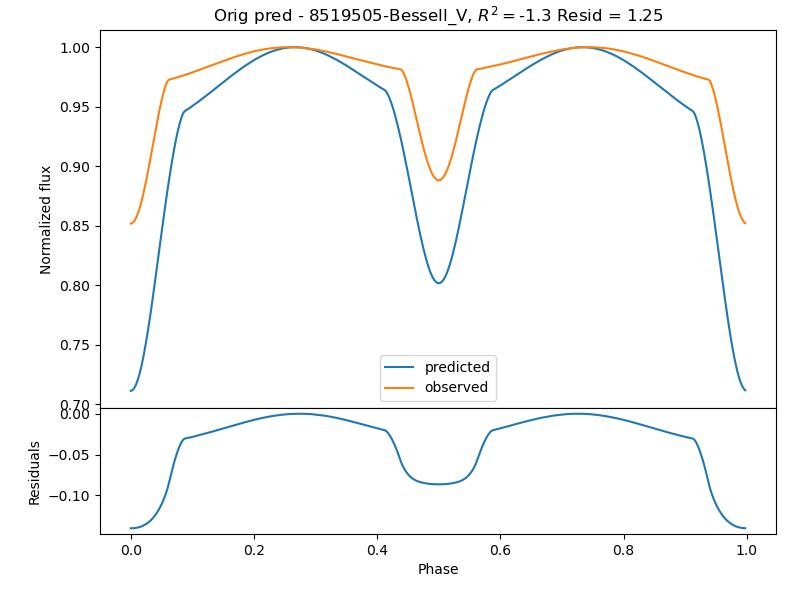 Orig pred - 8519505-Bessell_V, $R^2 = $-1.3 Resid = 1.25
1.00
0.95
0.90
0.85
0.80
0.75
0.70
Normalized flux
predicted
observed
0.00
−0.05
−0.10
Residuals
0.0 0.2 0.4 0.6 0.8 1.0
Phase